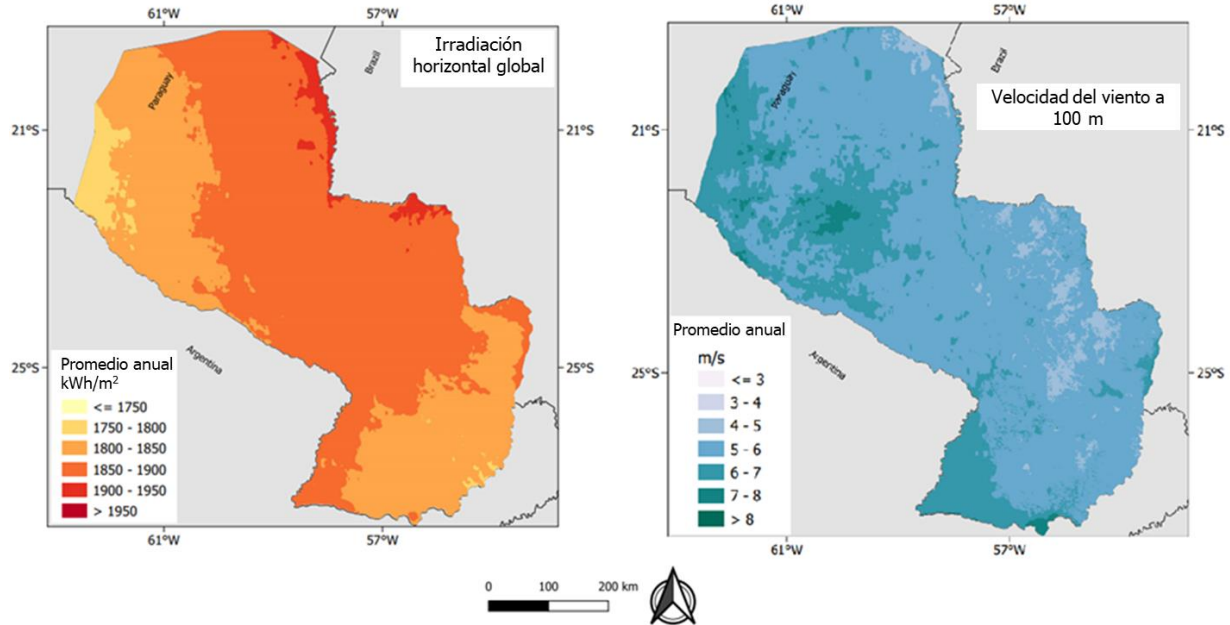 61°W
57°W
Irradiación
horizontal global
Brazil
Paraguay
21°S
Argentina
25°S
Promedio anual
kWh/m²
<= 1750
1750 - 1800
1800 - 1850
1850 - 1900
1900 - 1950
> 1950
61°W
57°W
61°W
57°W
Velocidad del viento a
100 m
Brazil
Paraguay
21°S
21°S
Argentina
25°S
25°S
Promedio anual
m/s
<= 3
3 - 4
4 - 5
5 - 6
6 - 7
7 - 8
> 8
61°W
57°W
0 100 200 km